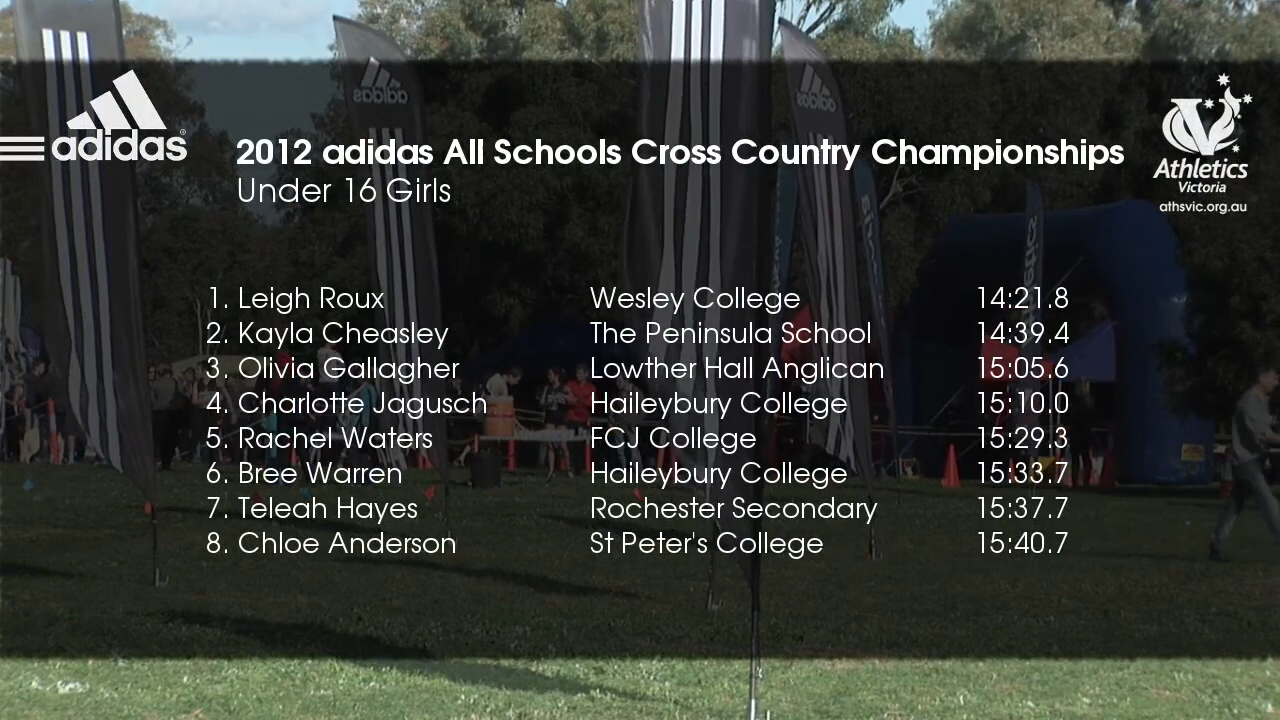 adidas
2012 adidas All Schools Cross Country Championships
Under 16 Girls
Athletics
Victoria
athsvic.org.au
1. Leigh Roux Wesley College 14:21.8
2. Kayla Cheasley The Peninsula School 14:39.4
3. Olivia Gallagher Lowther Hall Anglican 15:05.6
4. Charlotte Jagusch Haileybury College 15:10.0
5. Rachel Waters FCJ College 15:29.3
6. Bree Warren Haileybury College 15:33.7
7. Teleah Hayes Rochester Secondary 15:37.7
8. Chloe Anderson St Peter's College 15:40.7
adidas
adidas